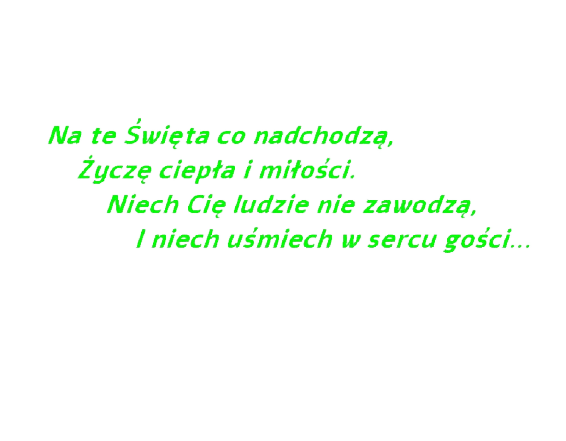 Na te Święta co nadchodzą,
Życzę ciepła i miłości.
Niech Cię ludzie nie zawodzą,
I niech uśmiech w sercu gości...